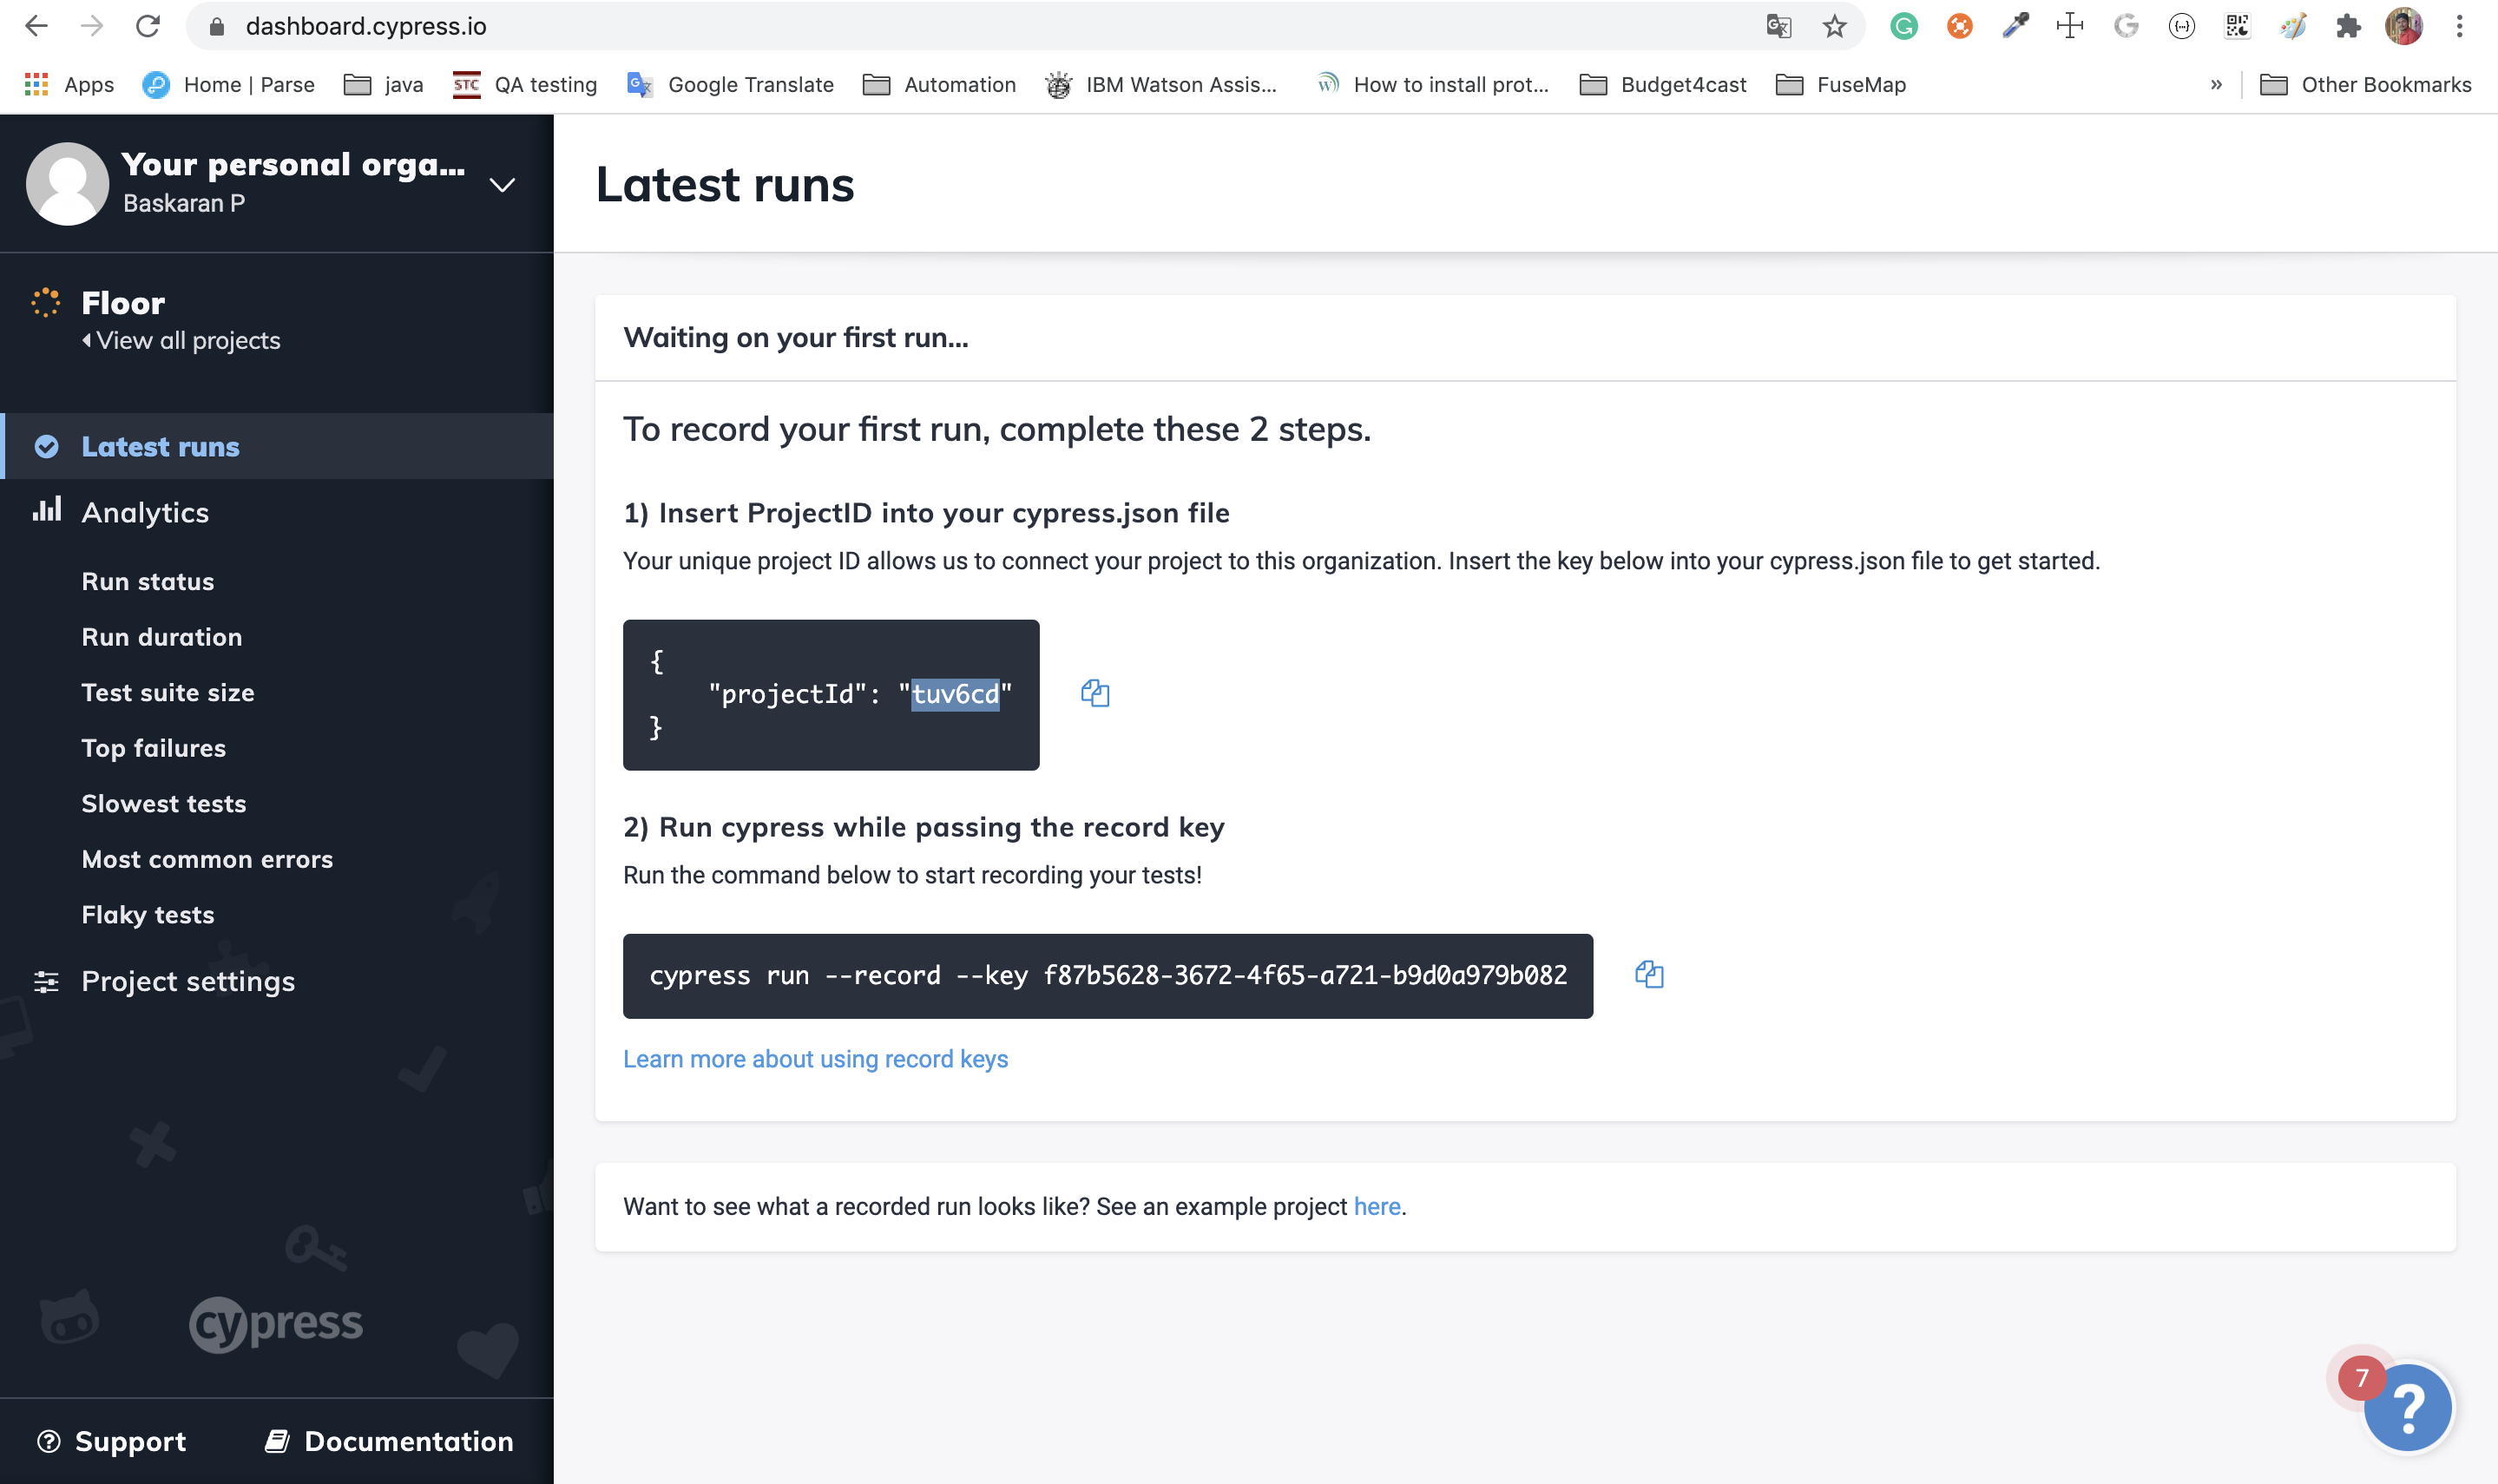 dashboard.cypress.io
Apps
Home | Parse
java
STC QA testing
Google Translate
Automation
IBM Watson Assis...
How to install prot...
Budget4cast
FuseMap
»
Other Bookmarks
Your personal orga...
Baskaran P
Floor
View all projects
Latest runs
Analytics
Run status
Run duration
Test suite size
Top failures
Slowest tests
Most common errors
Flaky tests
Project settings
cypress
Support
Documentation
Latest runs
Waiting on your first run...
To record your first run, complete these 2 steps.
1) Insert ProjectID into your cypress.json file
Your unique project ID allows us to connect your project to this organization. Insert the key below into your cypress.json file to get started.
{
"projectId": "tuv6cd"
}
2) Run cypress while passing the record key
Run the command below to start recording your tests!
cypress run --record --key f87b5628-3672-4f65-a721-b9d0a979b082
Learn more about using record keys
Want to see what a recorded run looks like? See an example project here.
7
?